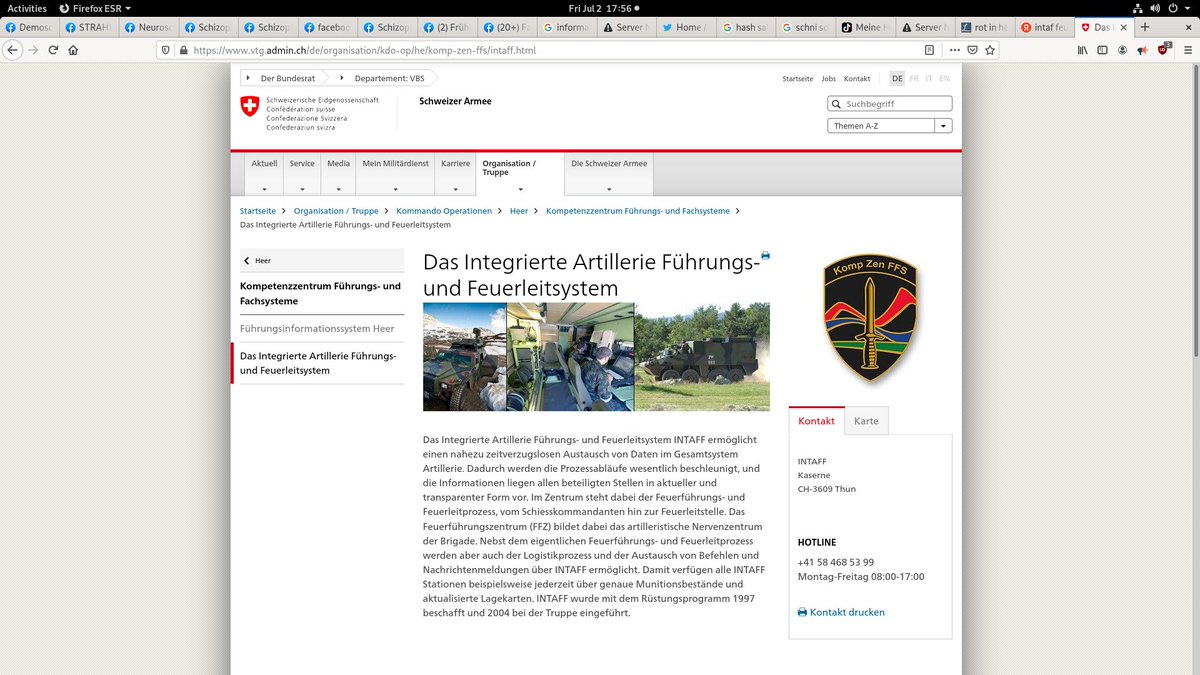 Activities
Firefox ESR
Fri Jul 2 17:56
Demos
STRAHL
Neuros
Schizop
Schizop
facebo
Schizop
(2) Früh
(20+) Fa
informa
Server N
Home /
hash sa
schni sc
Meine H
Server N
rot in he
intaf feu
Das In
https://www.vtg.admin.ch/de/organisation/kdo-op/he/komp-zen-ffs/intaff.html
Der Bundesrat
Departement: VBS
Startseite Jobs Kontakt
DE FR IT EN
Schweizerische Eidgenossenschaft
Confédération suisse
Confederazione Svizzera
Confederaziun svizra
Schweizer Armee
Suchbegriff
Themen A-Z
Aktuell
Service
Media
Mein Militärdienst
Karriere
Organisation /
Truppe
Die Schweizer Armee
Startseite > Organisation / Truppe > Kommando Operationen > Heer > Kompetenzzentrum Führungs- und Fachsysteme >
Das Integrierte Artillerie Führungs- und Feuerleitsystem
Heer
Kompetenzzentrum Führungs- und
Fachsysteme
Führungsinformationssystem Heer
Das Integrierte Artillerie Führungs-
und Feuerleitsystem
Das Integrierte Artillerie Führungs-
und Feuerleitsystem
Das Integrierte Artillerie Führungs- und Feuerleitsystem INTAFF ermöglicht
einen nahezu zeitverzugslosen Austausch von Daten im Gesamtsystem
Artillerie. Dadurch werden die Prozessabläufe wesentlich beschleunigt, und
die Informationen liegen allen beteiligten Stellen in aktueller und
transparenter Form vor. Im Zentrum steht dabei der Feuerführungs- und
Feuerleitprozess, vom Schiesskommandanten hin zur Feuerleitstelle. Das
Feuerführungszentrum (FFZ) bildet dabei das artilleristische Nervenzentrum
der Brigade. Nebst dem eigentlichen Feuerführungs- und Feuerleitprozess
werden aber auch der Logistikprozess und der Austausch von Befehlen und
Nachrichtenmeldungen über INTAFF ermöglicht. Damit verfügen alle INTAFF
Stationen beispielsweise jederzeit über genaue Munitionsbestände und
aktualisierte Lagekarten. INTAFF wurde mit dem Rüstungsprogramm 1997
beschafft und 2004 bei der Truppe eingeführt.
Komp Zen FFS
Kontakt
Karte
INTAFF
Kaserne
CH-3609 Thun
HOTLINE
+41 58 468 53 99
Montag-Freitag 08:00-17:00
Kontakt drucken